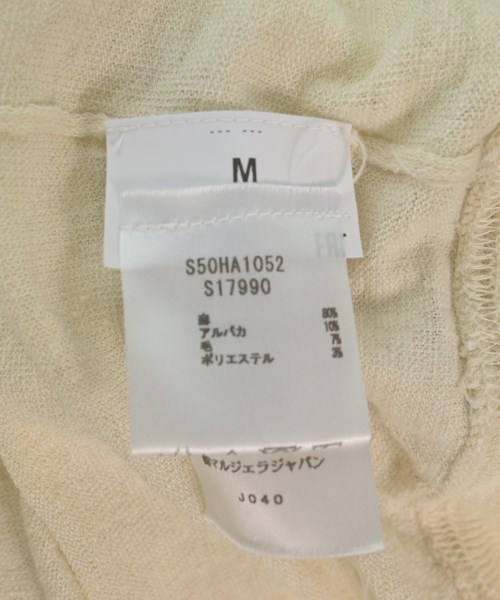 M
S50HA1052
S17990
麻 80%
アルパカ 10%
毛 7%
ポリエステル 3%
マルジェラジャパン
J040